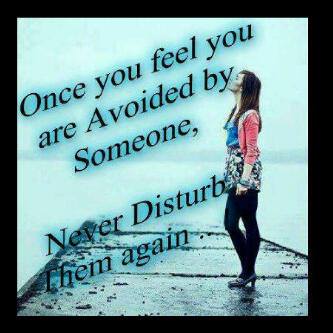 Once you feel you
are Avoided by
Someone,
Never Disturb
Them again ...